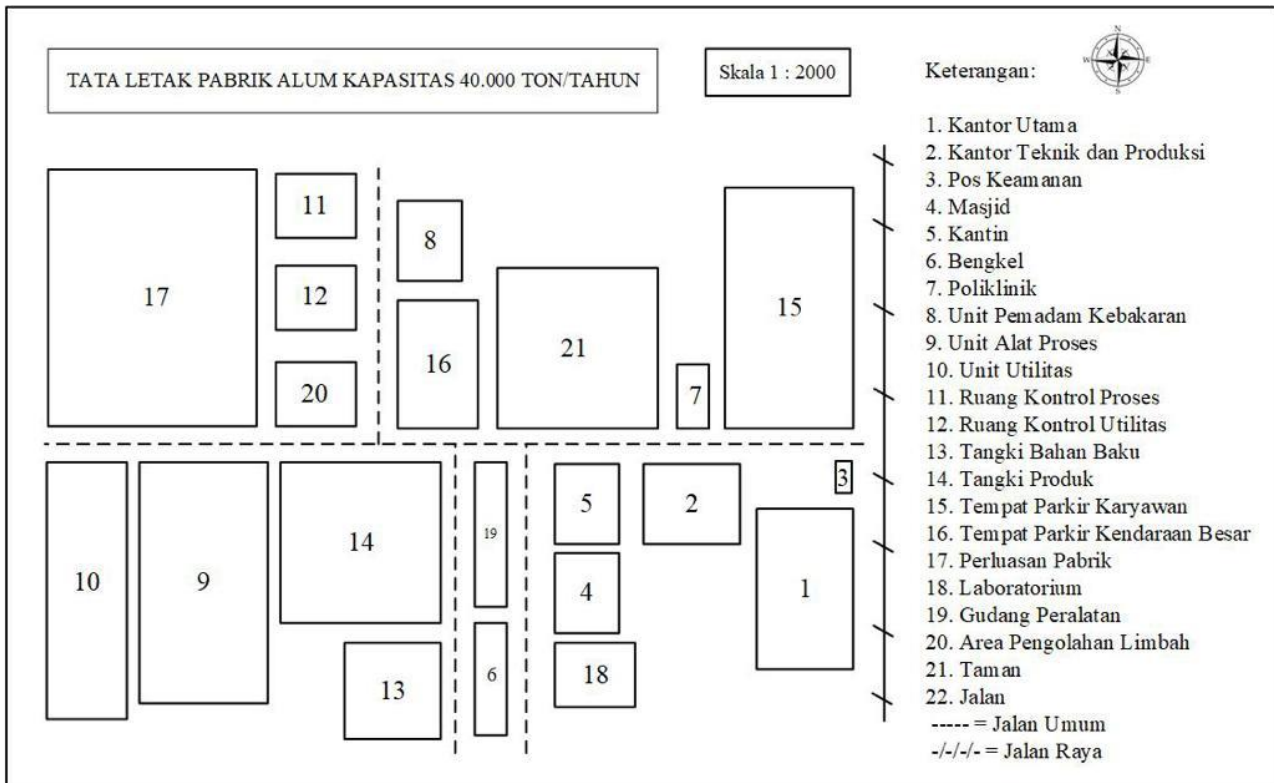 TATA LETAK PABRIK ALUM KAPASITAS 40.000 TON/TAHUN
Skala 1 : 2000
Keterangan:
N
W
E
S
1. Kantor Utama
2. Kantor Teknik dan Produksi
3. Pos Keamanan
4. Masjid
5. Kantin
6. Bengkel
7. Poliklinik
8. Unit Pemadam Kebakaran
9. Unit Alat Proses
10. Unit Utilitas
11. Ruang Kontrol Proses
12. Ruang Kontrol Utilitas
13. Tangki Bahan Baku
14. Tangki Produk
15. Tempat Parkir Karyawan
16. Tempat Parkir Kendaraan Besar
17. Perluasan Pabrik
18. Laboratorium
19. Gudang Peralatan
20. Area Pengolahan Limbah
21. Taman
22. Jalan
----- = Jalan Umum
-/-/-/- = Jalan Raya
17
11
12
20
8
16
21
7
15
10
9
14
13
19
6
5
4
18
2
3
1